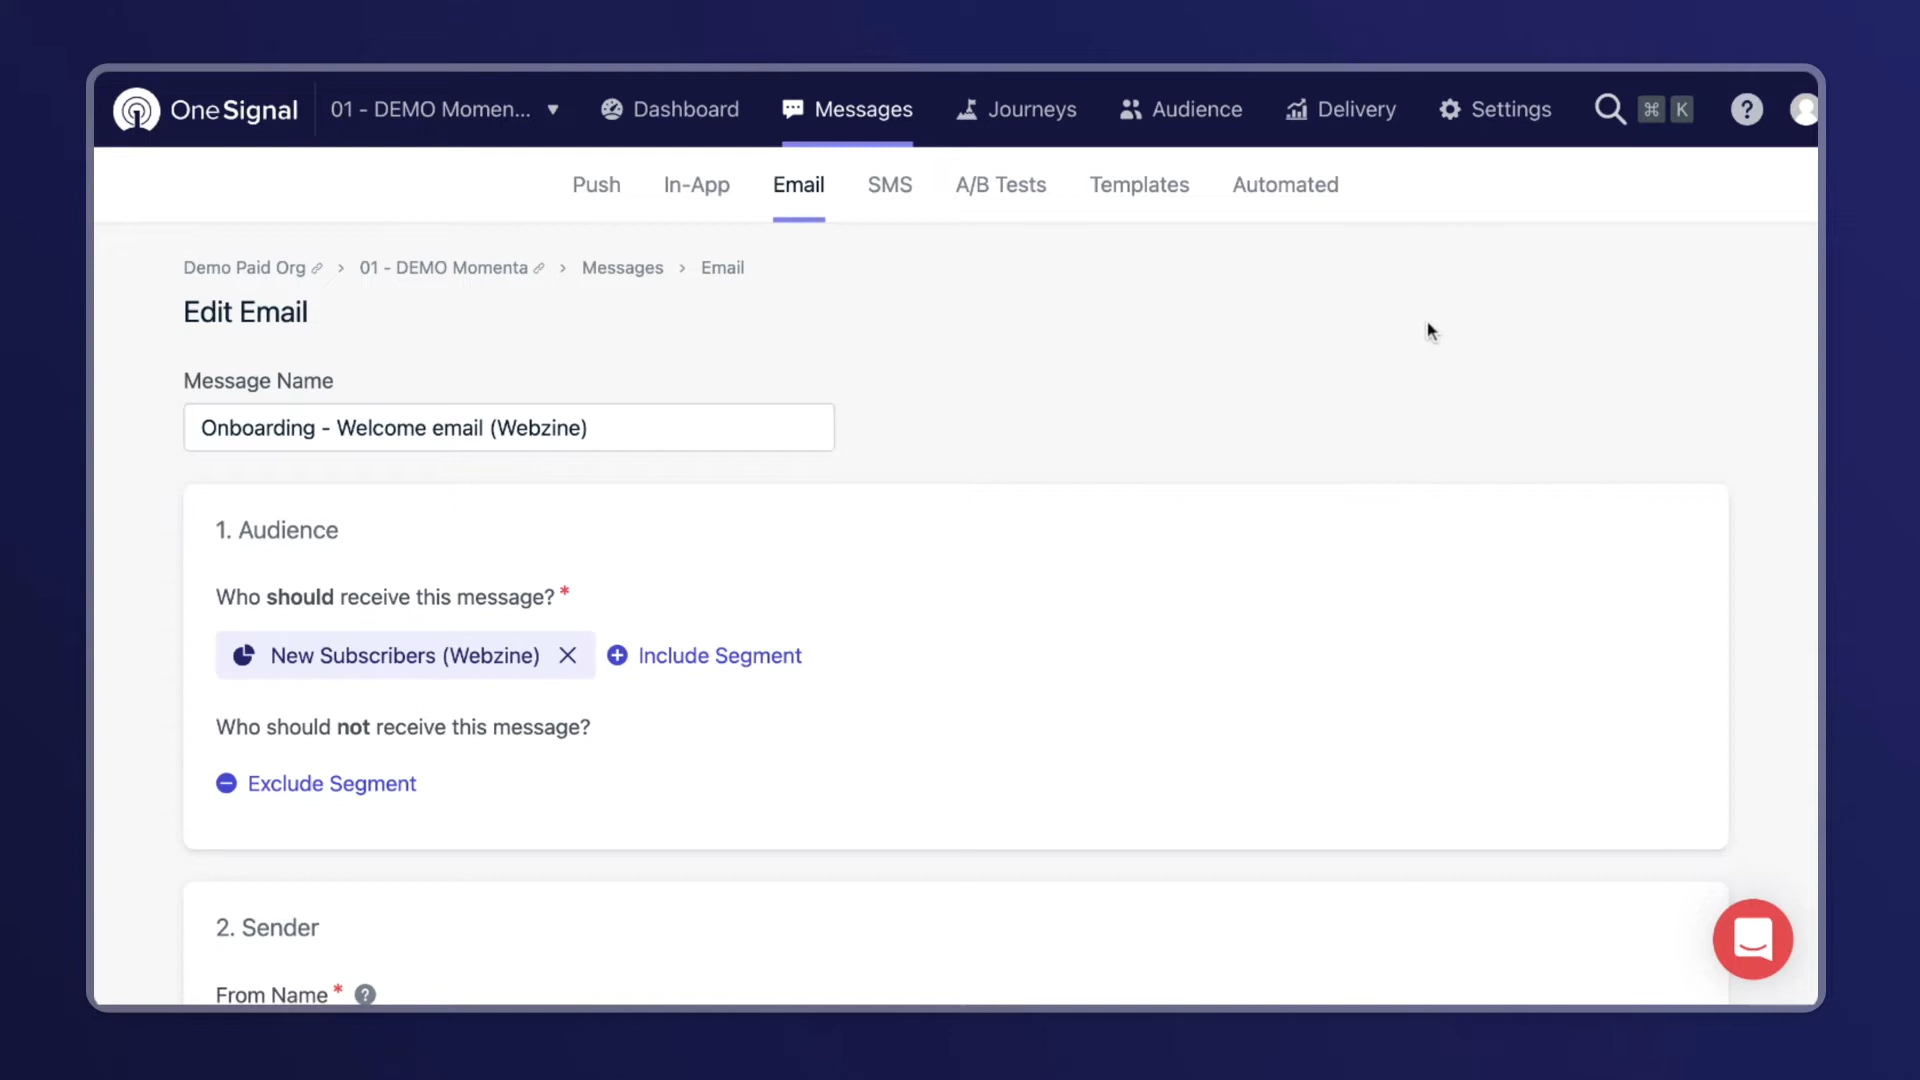 OneSignal 01 - DEMO Momen... Dashboard Messages Journeys Audience Delivery Settings ⌘ K ?
Push In-App Email SMS A/B Tests Templates Automated
Demo Paid Org > 01 - DEMO Momenta > Messages > Email
Edit Email
Message Name
Onboarding - Welcome email (Webzine)
1. Audience
Who should receive this message? *
New Subscribers (Webzine) Include Segment
Who should not receive this message?
Exclude Segment
2. Sender
From Name * ?